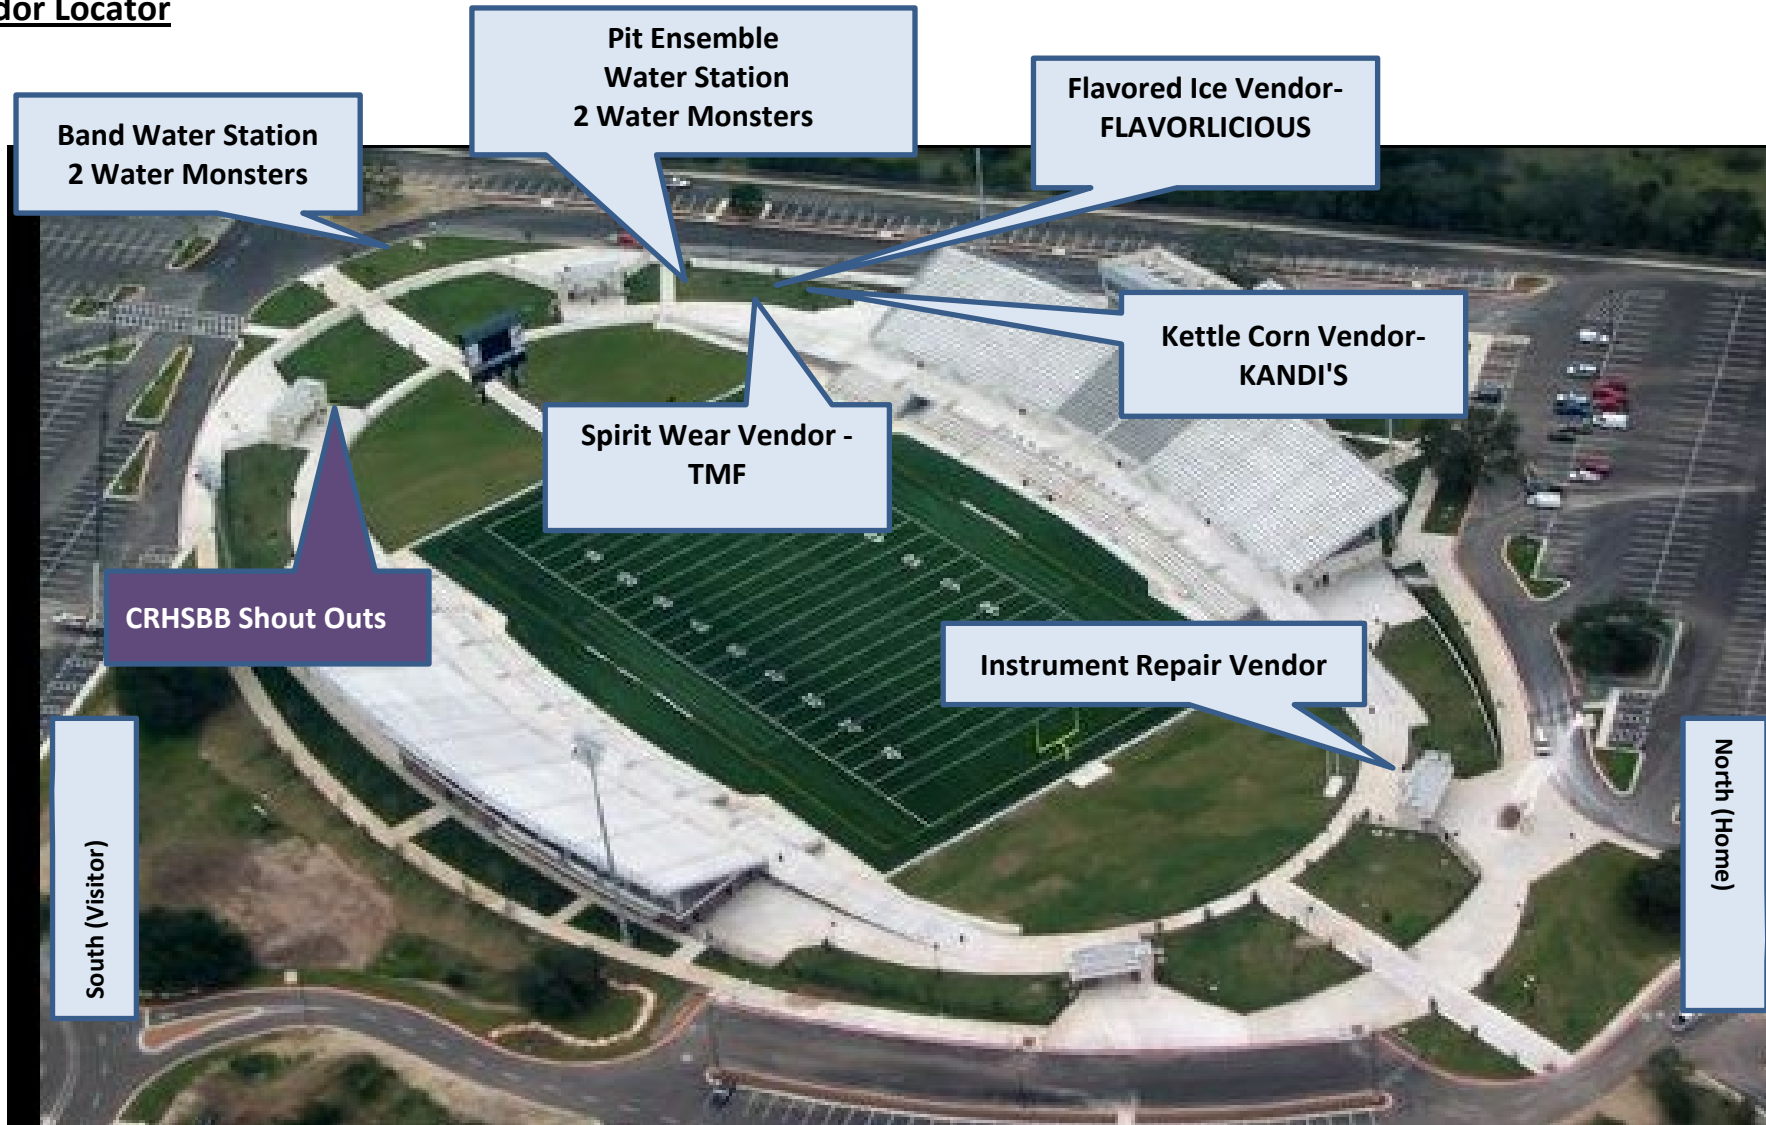 dor Locator
Pit Ensemble
Water Station
2 Water Monsters
Flavored Ice Vendor-
FLAVORLICIOUS
Band Water Station
2 Water Monsters
Kettle Corn Vendor-
KANDI'S
Spirit Wear Vendor -
TMF
CRHSBB Shout Outs
Instrument Repair Vendor
South (Visitor)
North (Home)